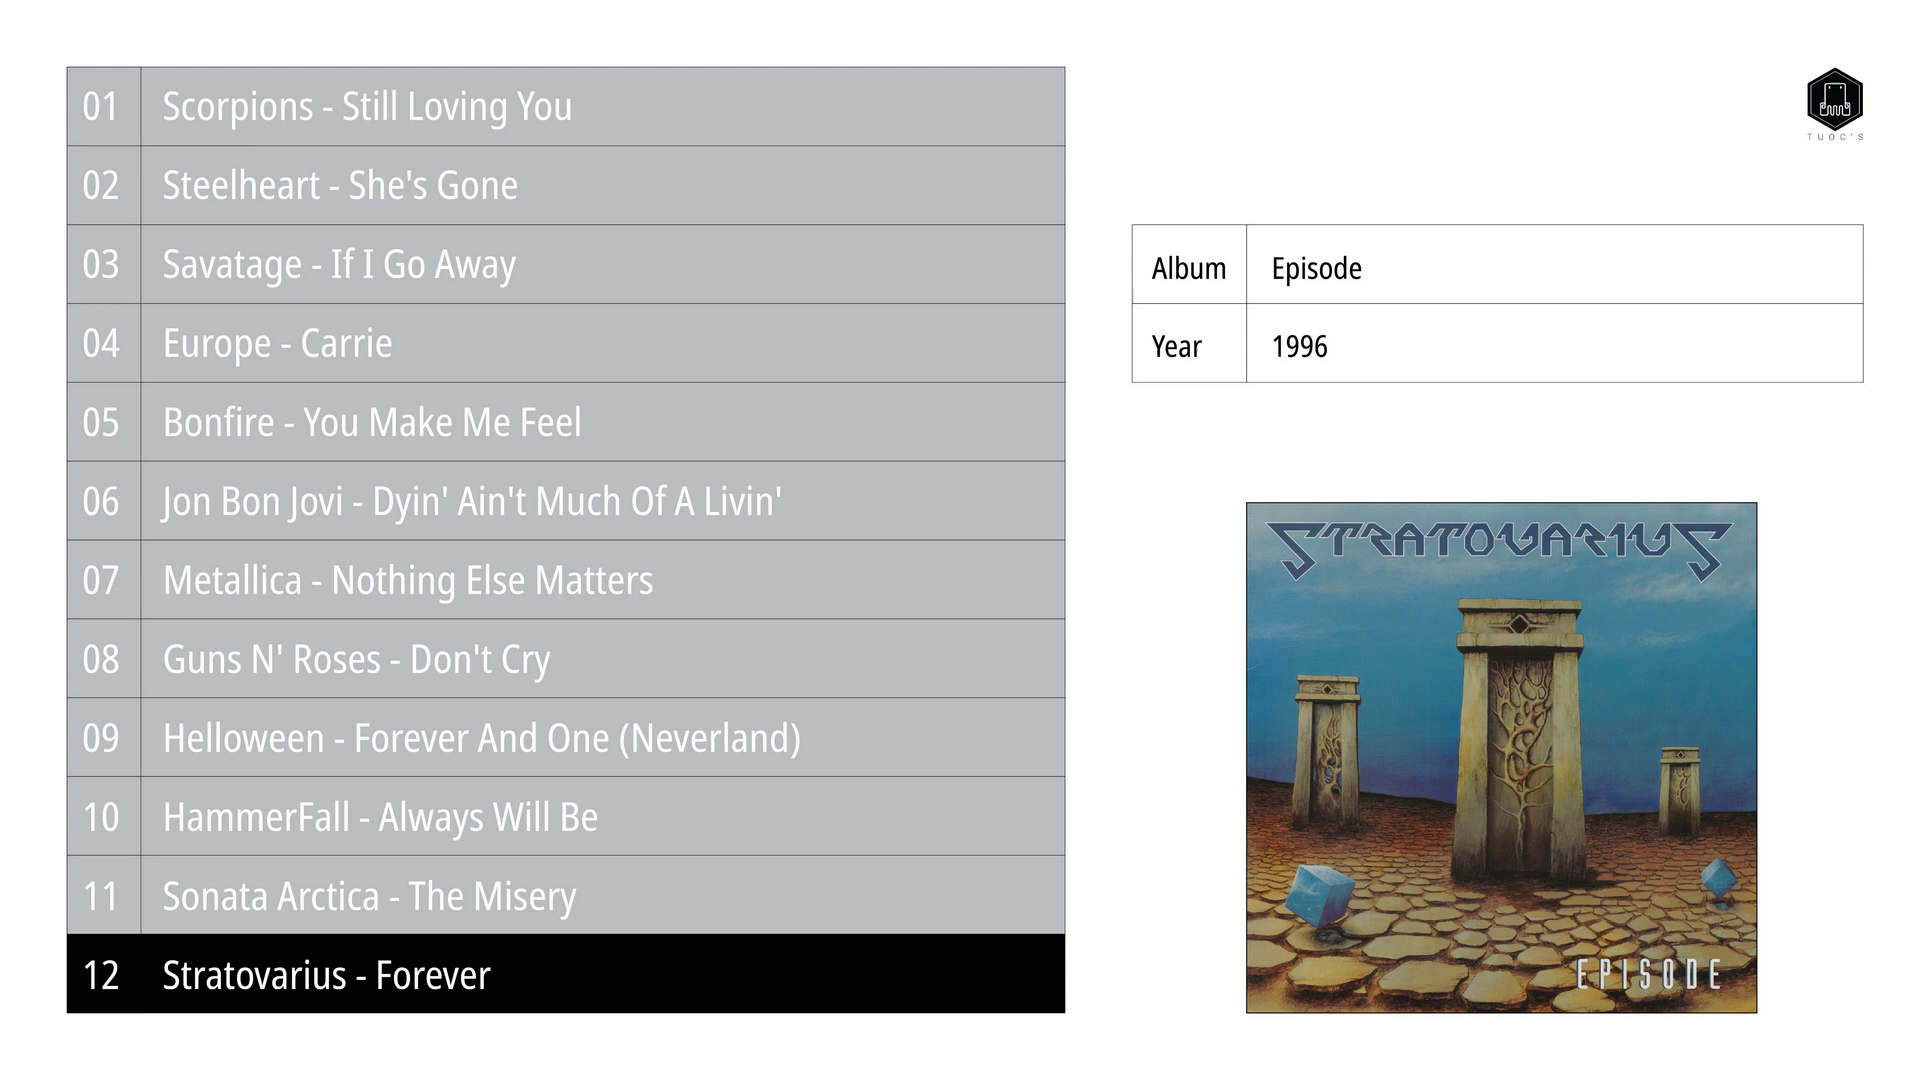 01 Scorpions - Still Loving You
02 Steelheart - She's Gone
03 Savatage - If I Go Away
04 Europe - Carrie
05 Bonfire - You Make Me Feel
06 Jon Bon Jovi - Dyin' Ain't Much Of A Livin'
07 Metallica - Nothing Else Matters
08 Guns N' Roses - Don't Cry
09 Helloween - Forever And One (Neverland)
10 HammerFall - Always Will Be
11 Sonata Arctica - The Misery
12 Stratovarius - Forever
TUOC'S
Album Episode
Year 1996
STRATOVARIUS
EPISODE